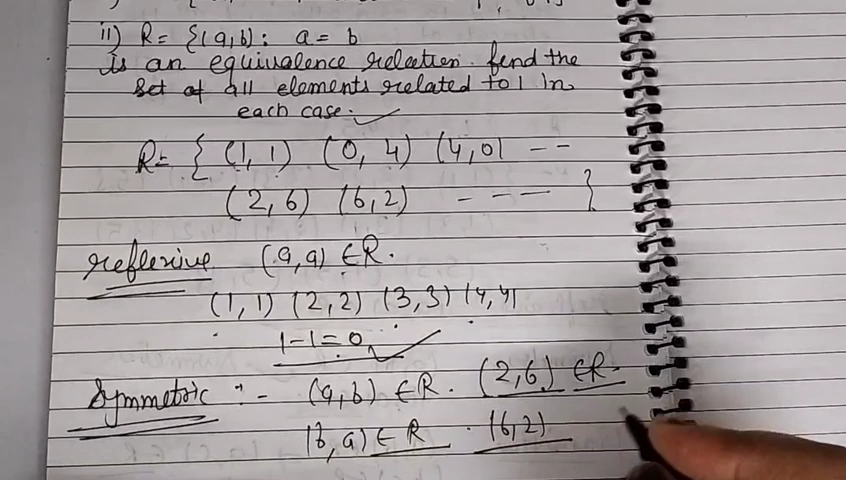 ii) R = {(a,b): a = b
is an equivalence relation. find the
set of all elements related to 1 in
each case.
R = { (1, 1) (0, 4) (4, 0) --
(2, 6) (6, 2) - - - }
reflexive (a, a) ∈ R.
(1, 1) (2, 2) (3, 3) (4, 4)
1-1=0
Symmetric :- (a, b) ∈ R. (2,6) ∈ R.
(b, a) ∈ R . (6,2)